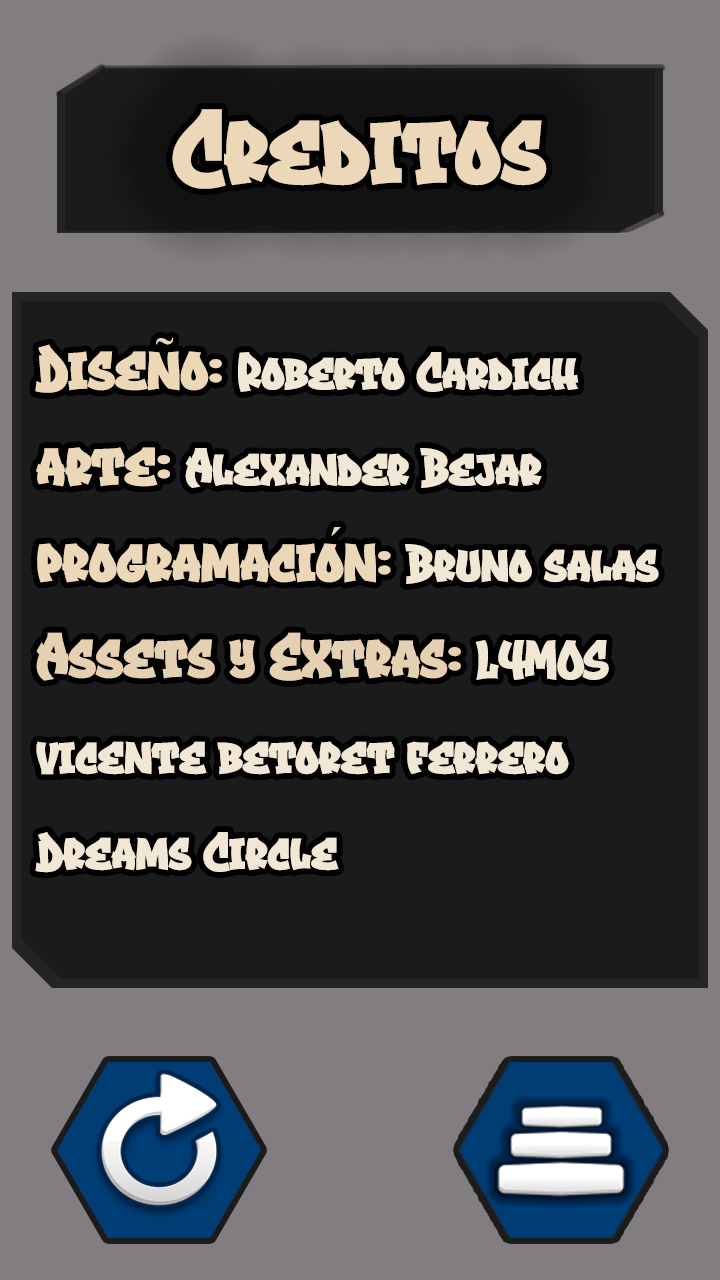 Creditos
Diseño: Roberto Cardich
Arte: Alexander Bejar
Programación: Bruno Salas
Assets y Extras: L4MOS
Vicente Betoret Ferrero
Dreams Circle